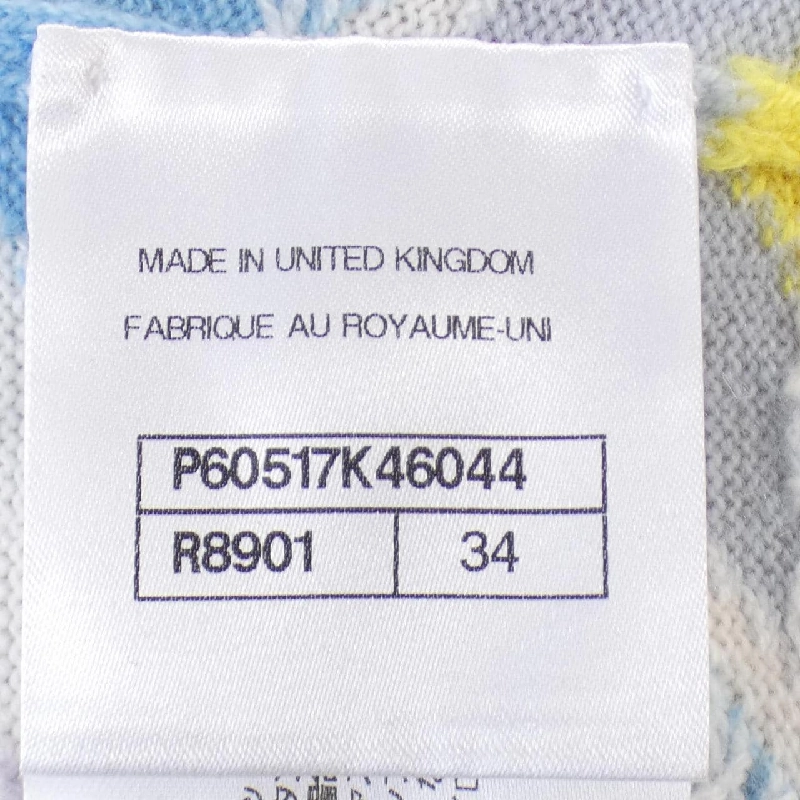 MADE IN UNITED KINGDOM
FABRIQUE AU ROYAUME-UNI
P60517K46044
R8901 34